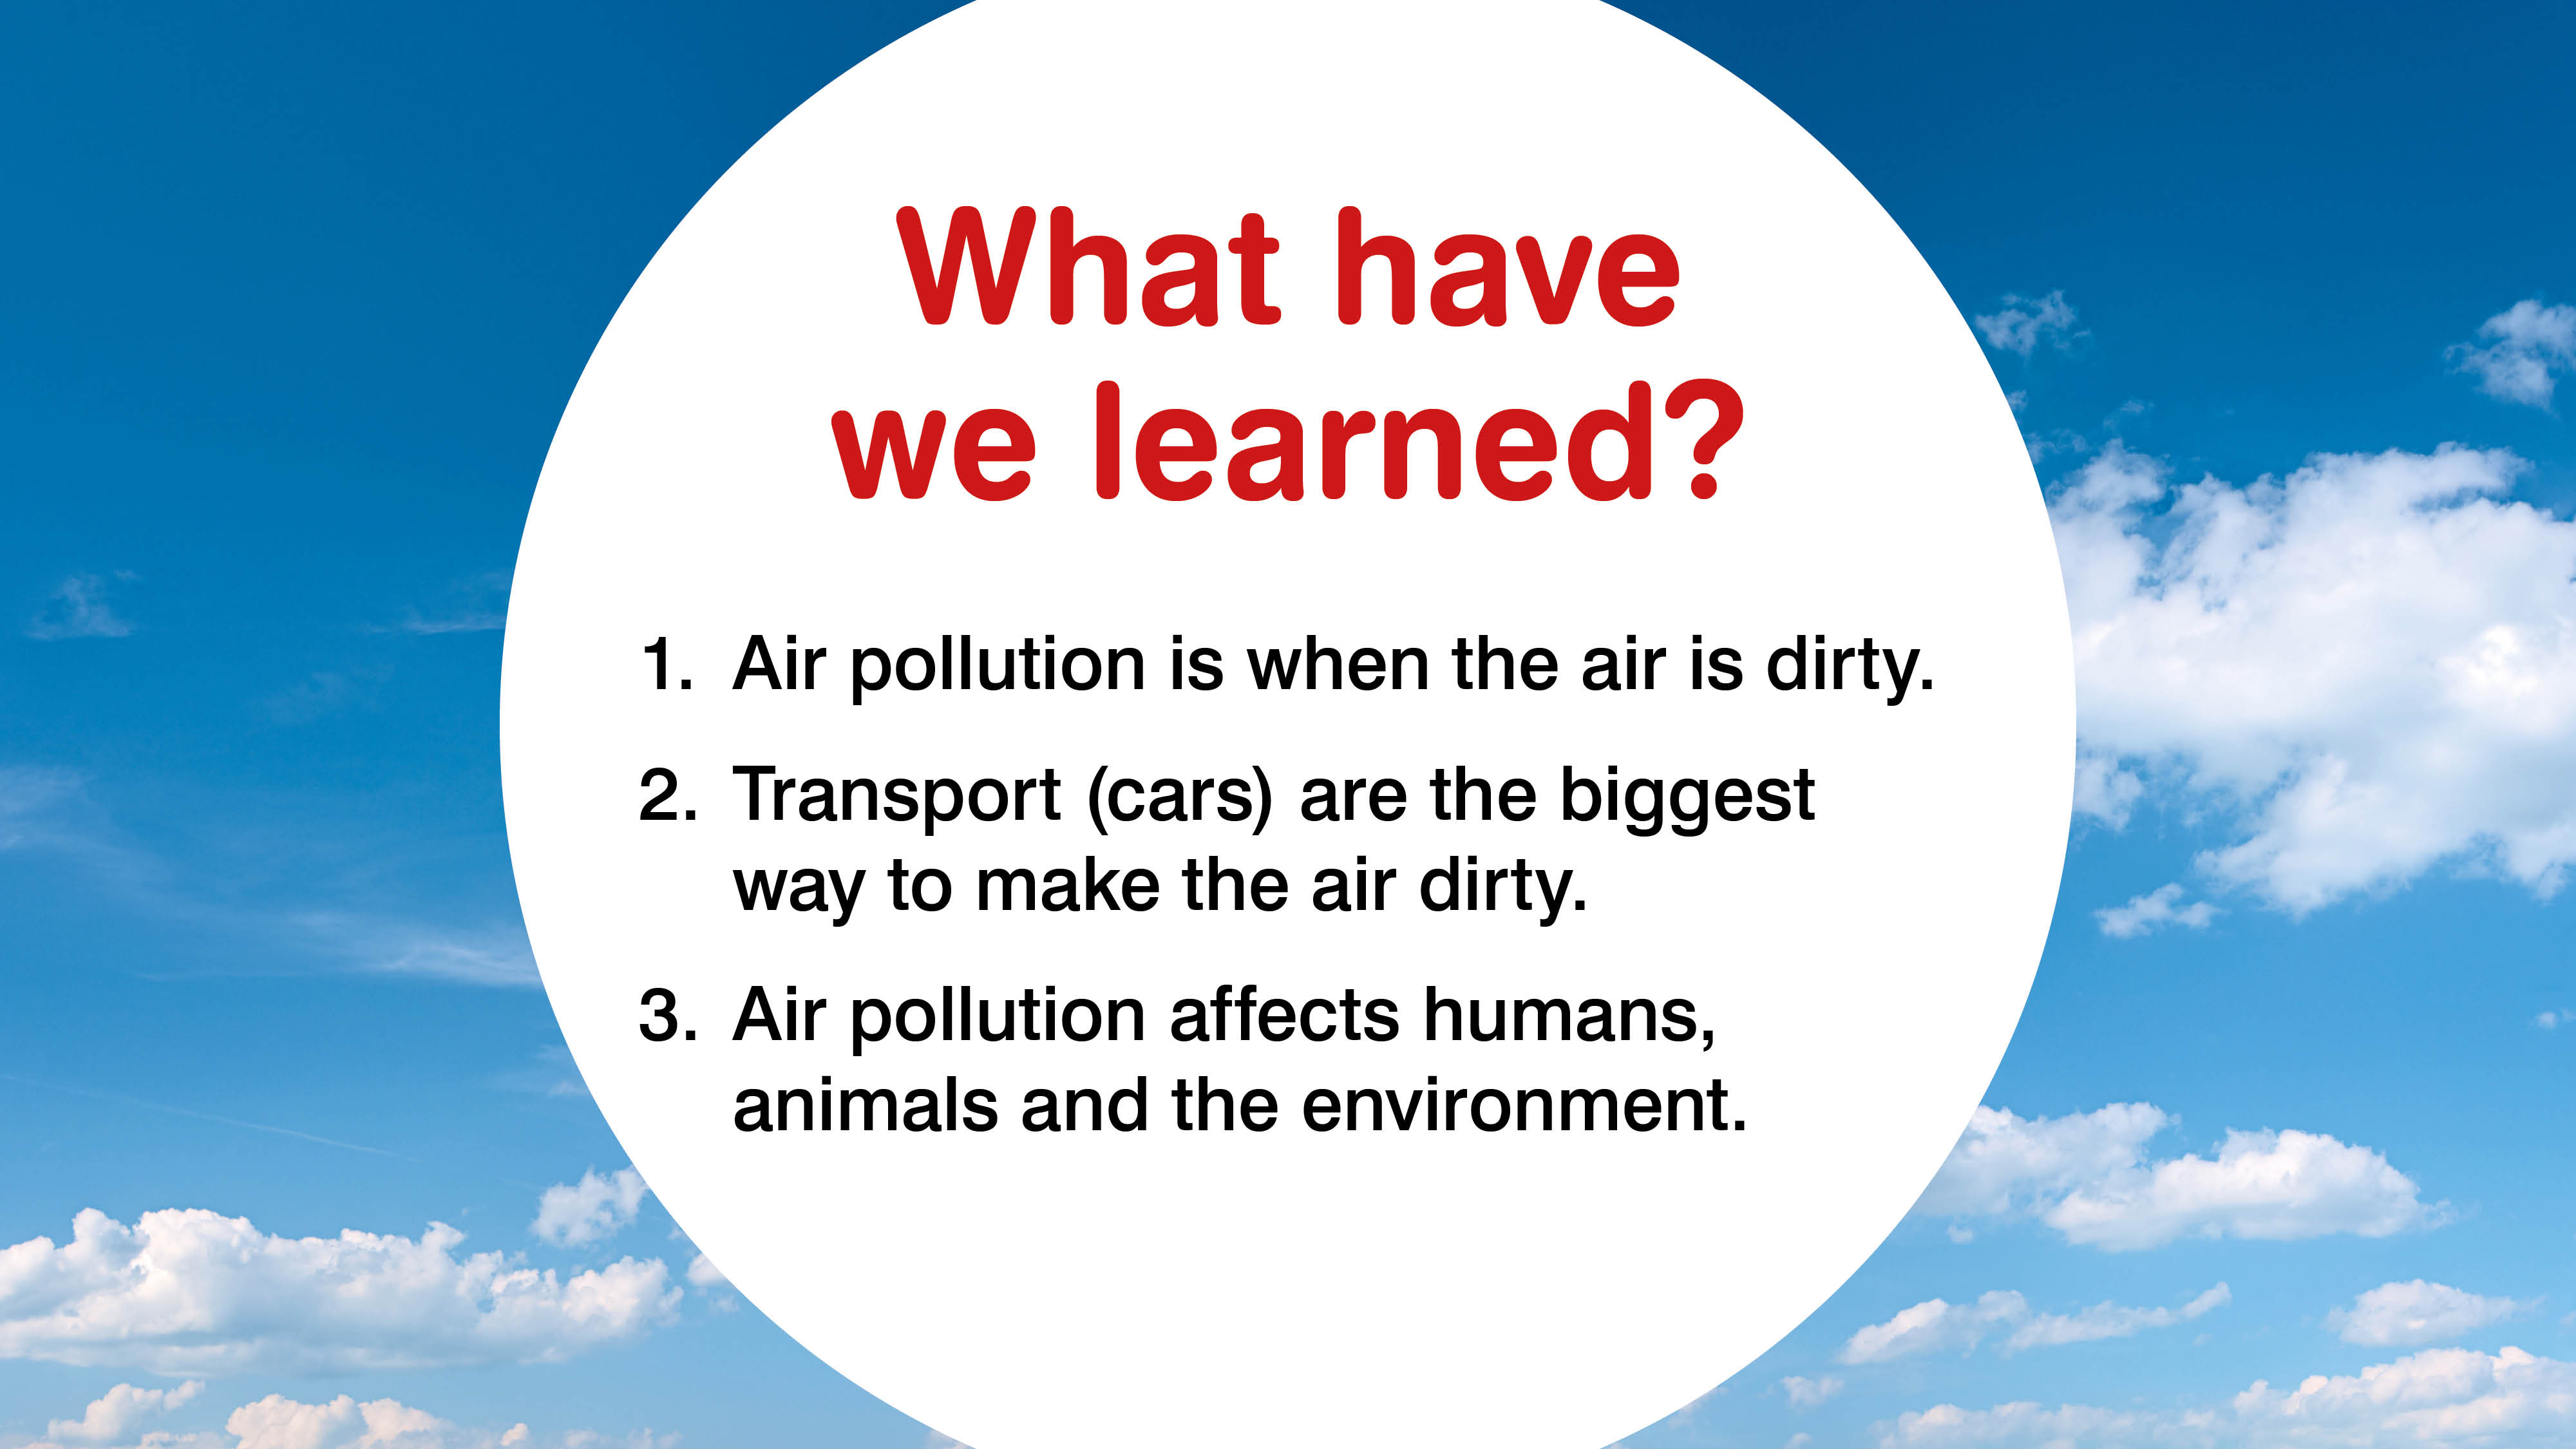 What have
we learned?
1. Air pollution is when the air is dirty.
2. Transport (cars) are the biggest
way to make the air dirty.
3. Air pollution affects humans,
animals and the environment.